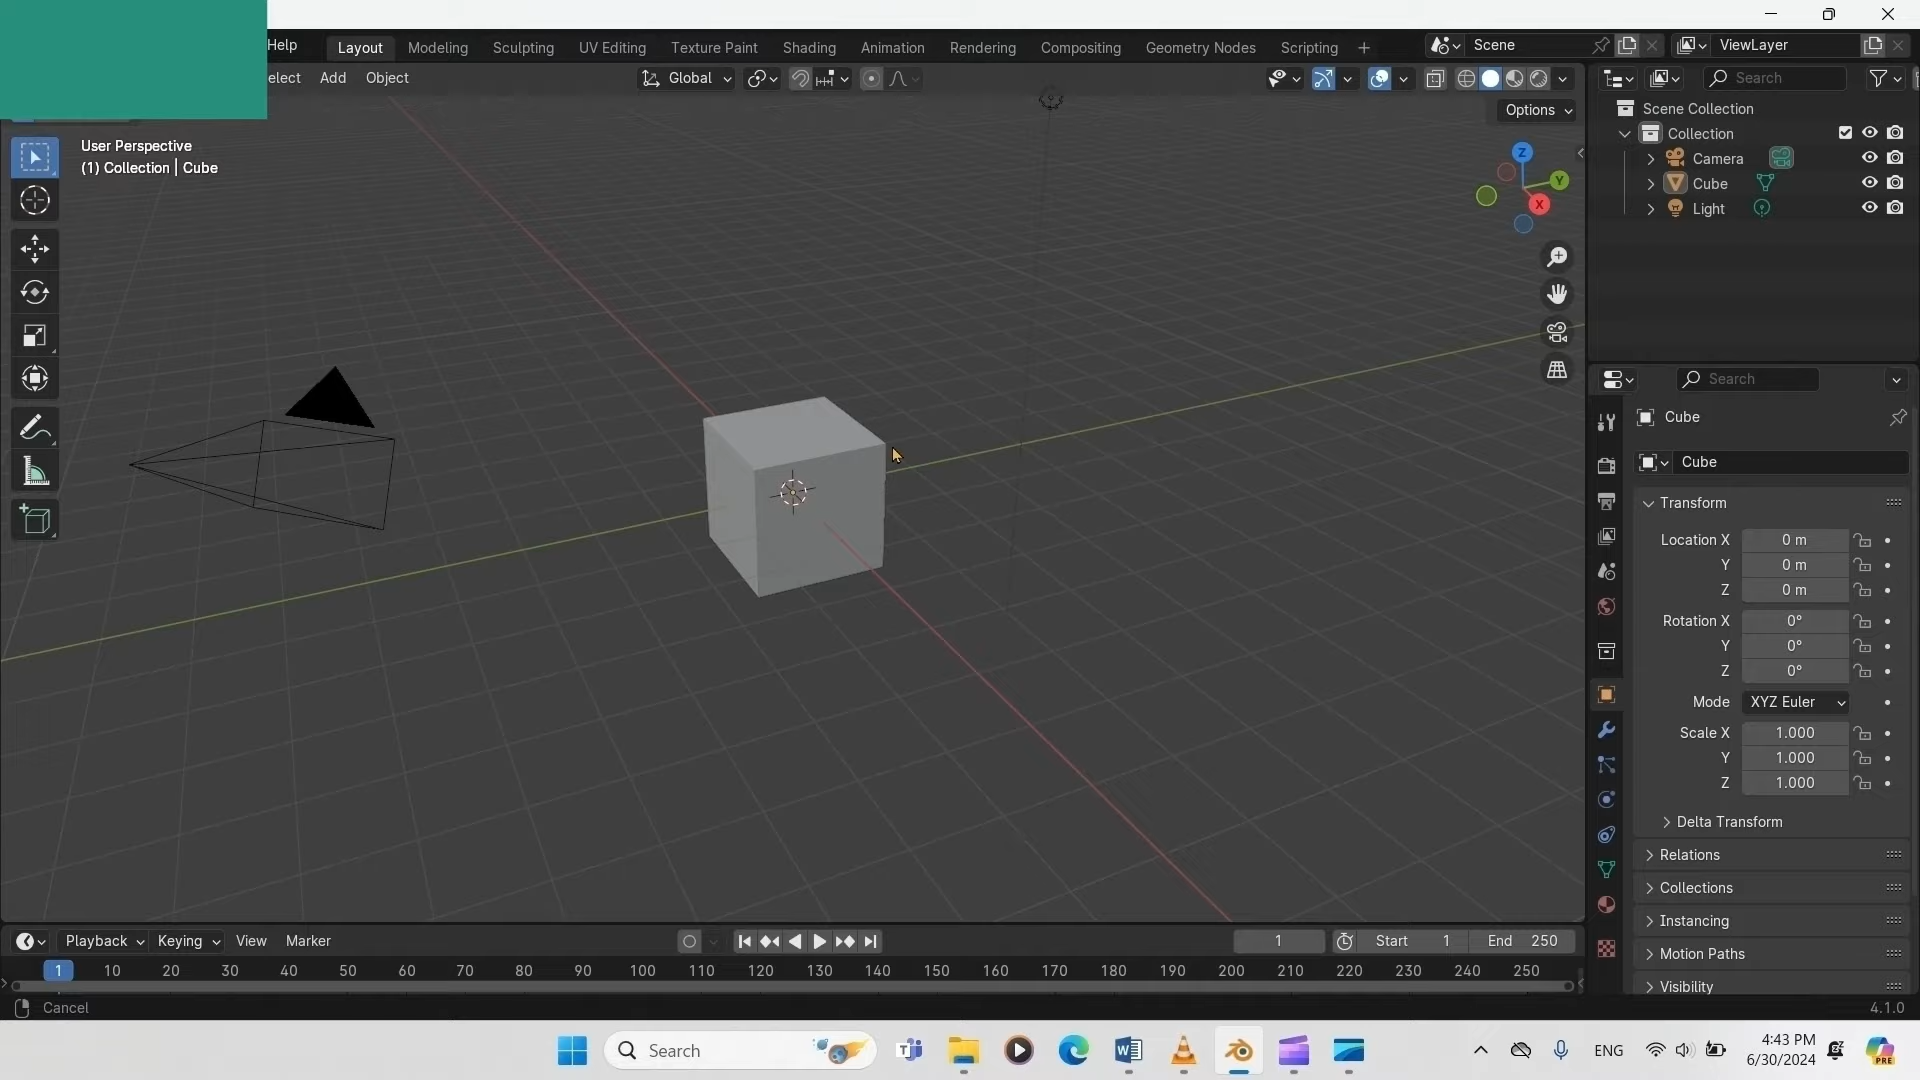 Help
Layout
Modeling
Sculpting
UV Editing
Texture Paint
Shading
Animation
Rendering
Compositing
Geometry Nodes
Scripting
Scene
ViewLayer
elect
Add
Object
Global
Search
Options
User Perspective
(1) Collection | Cube
Z
Y
X
Scene Collection
Collection
Camera
Cube
Light
Search
Cube
Cube
Transform
Location X 0 m
Y 0 m
Z 0 m
Rotation X 0°
Y 0°
Z 0°
Mode XYZ Euler
Scale X 1.000
Y 1.000
Z 1.000
Delta Transform
Relations
Collections
Instancing
Motion Paths
Visibility
Playback
Keying
View
Marker
1
Start 1
End 250
1 10 20 30 40 50 60 70 80 90 100 110 120 130 140 150 160 170 180 190 200 210 220 230 240 250
Cancel
4.1.0
Search
ENG
4:43 PM
6/30/2024
PRE